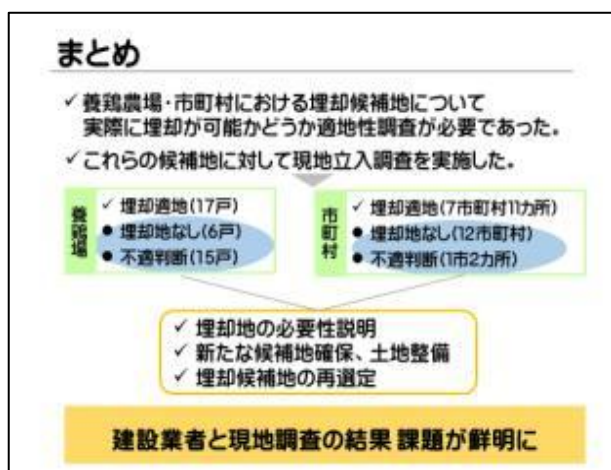 まとめ
✓ 養鶏農場・市町村における埋却候補地について
実際に埋却が可能かどうか適地性調査が必要であった。
✓ これらの候補地に対して現地立入調査を実施した。
養鶏場
✓ 埋却適地(17戸)
● 埋却地なし(6戸)
● 不適判断(15戸)
市町村
✓ 埋却適地(7市町村11カ所)
● 埋却地なし(12市町村)
● 不適判断(1市2カ所)
✓ 埋却地の必要性説明
✓ 新たな候補地確保、土地整備
✓ 埋却候補地の再選定
建設業者と現地調査の結果 課題が鮮明に